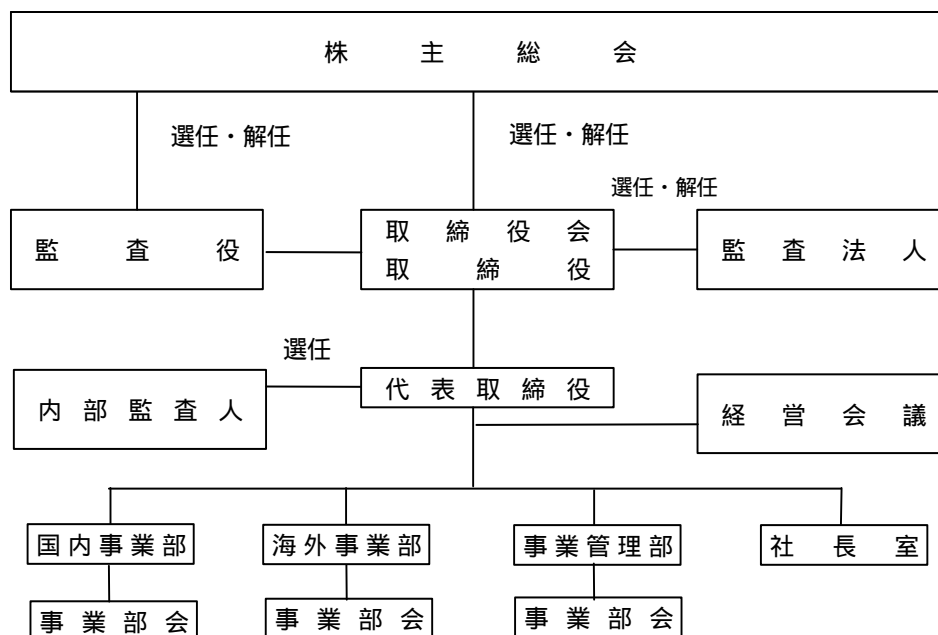 株主総会
選任・解任
選任・解任
選任・解任
監査役
取締役会
取締役
監査法人
選任
代表取締役
内部監査人
経営会議
国内事業部
海外事業部
事業管理部
社長室
事業部会
事業部会
事業部会